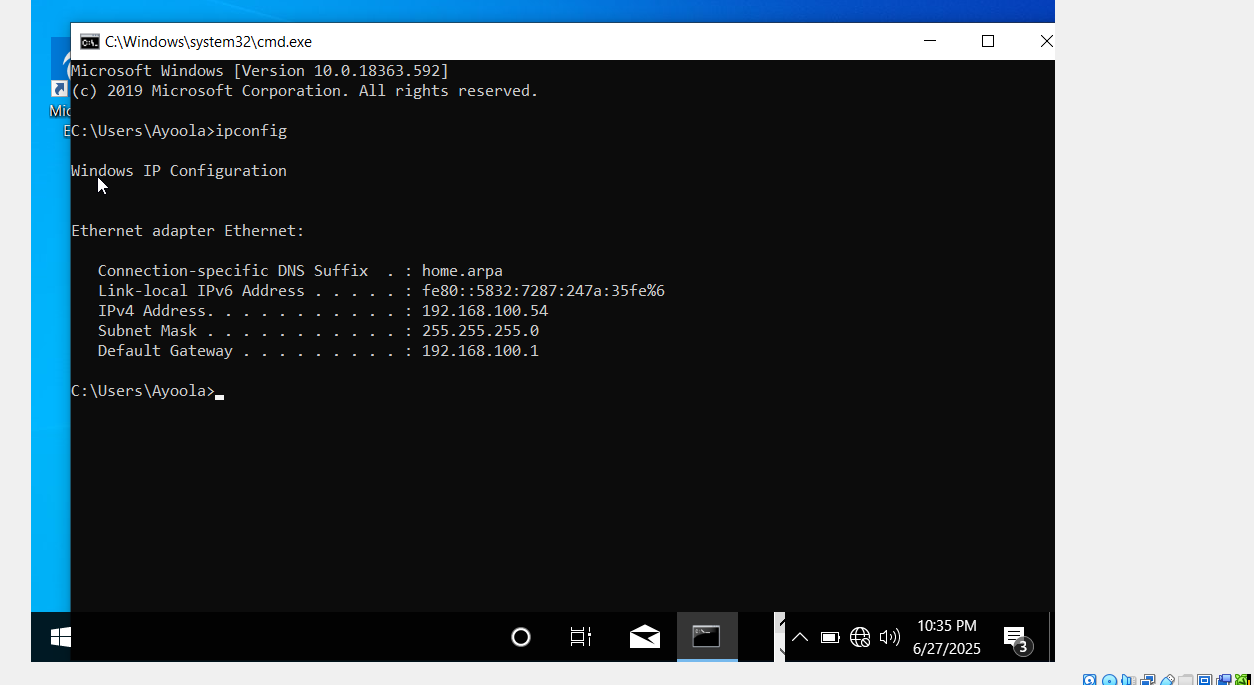 C:\Windows\system32\cmd.exe
Microsoft Windows [Version 10.0.18363.592]
(c) 2019 Microsoft Corporation. All rights reserved.
C:\Users\Ayoola>ipconfig
Windows IP Configuration
Ethernet adapter Ethernet:
Connection-specific DNS Suffix  . : home.arpa
Link-local IPv6 Address . . . . . : fe80::5832:7287:247a:35fe%6
IPv4 Address. . . . . . . . . . . : 192.168.100.54
Subnet Mask . . . . . . . . . . . : 255.255.255.0
Default Gateway . . . . . . . . . : 192.168.100.1
C:\Users\Ayoola>
10:35 PM
6/27/2025
3